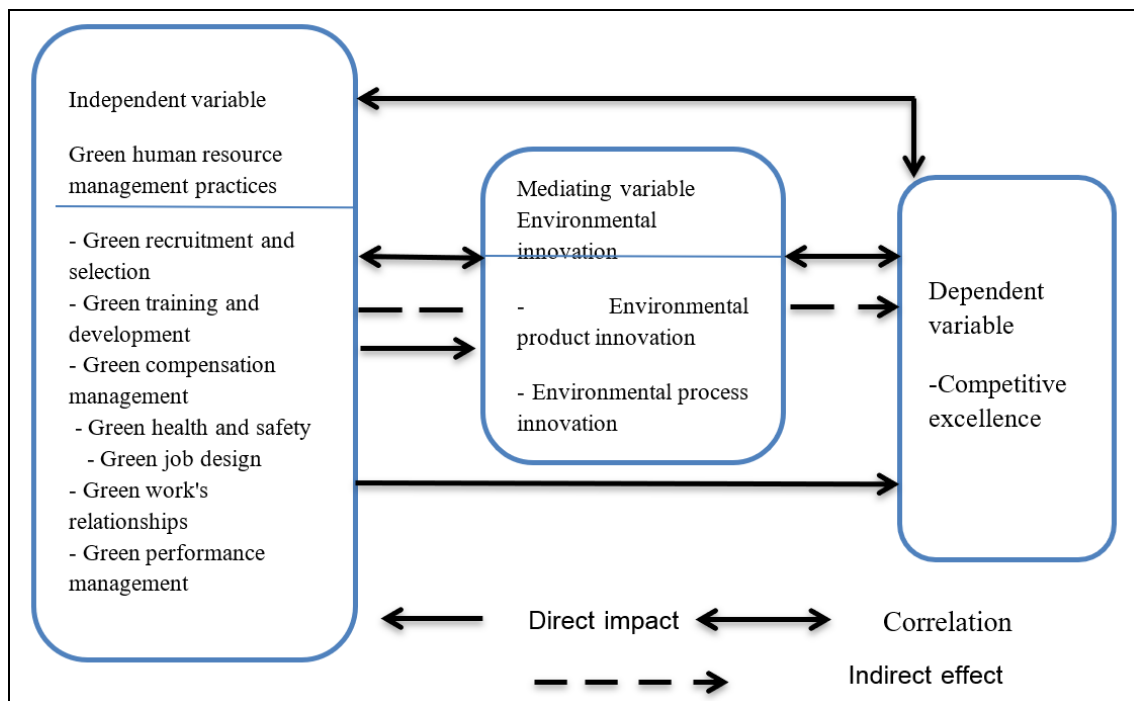 Independent variable
Green human resource
management practices
- Green recruitment and
selection
- Green training and
development
- Green compensation
management
- Green health and safety
- Green job design
- Green work's
relationships
- Green performance
management
Mediating variable
Environmental
innovation
- Environmental
product innovation
- Environmental process
innovation
Dependent
variable
-Competitive
excellence
Direct impact
Correlation
Indirect effect